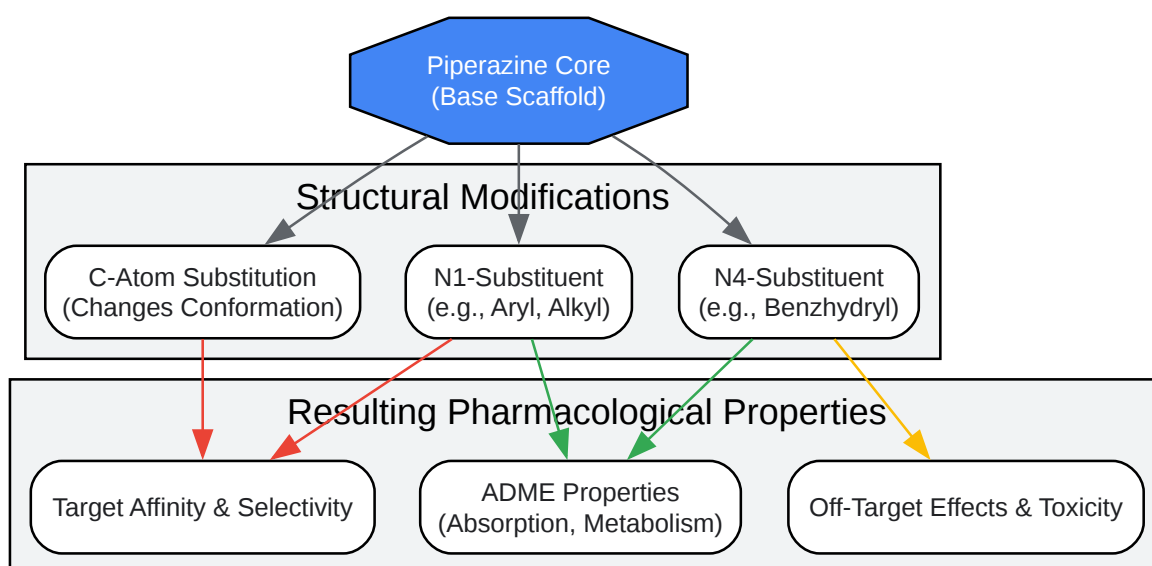 Piperazine Core
(Base Scaffold)
Structural Modifications
C-Atom Substitution
(Changes Conformation)
N1-Substituent
(e.g., Aryl, Alkyl)
N4-Substituent
(e.g., Benzhydryl)
Resulting Pharmacological Properties
Target Affinity & Selectivity
ADME Properties
(Absorption, Metabolism)
Off-Target Effects & Toxicity